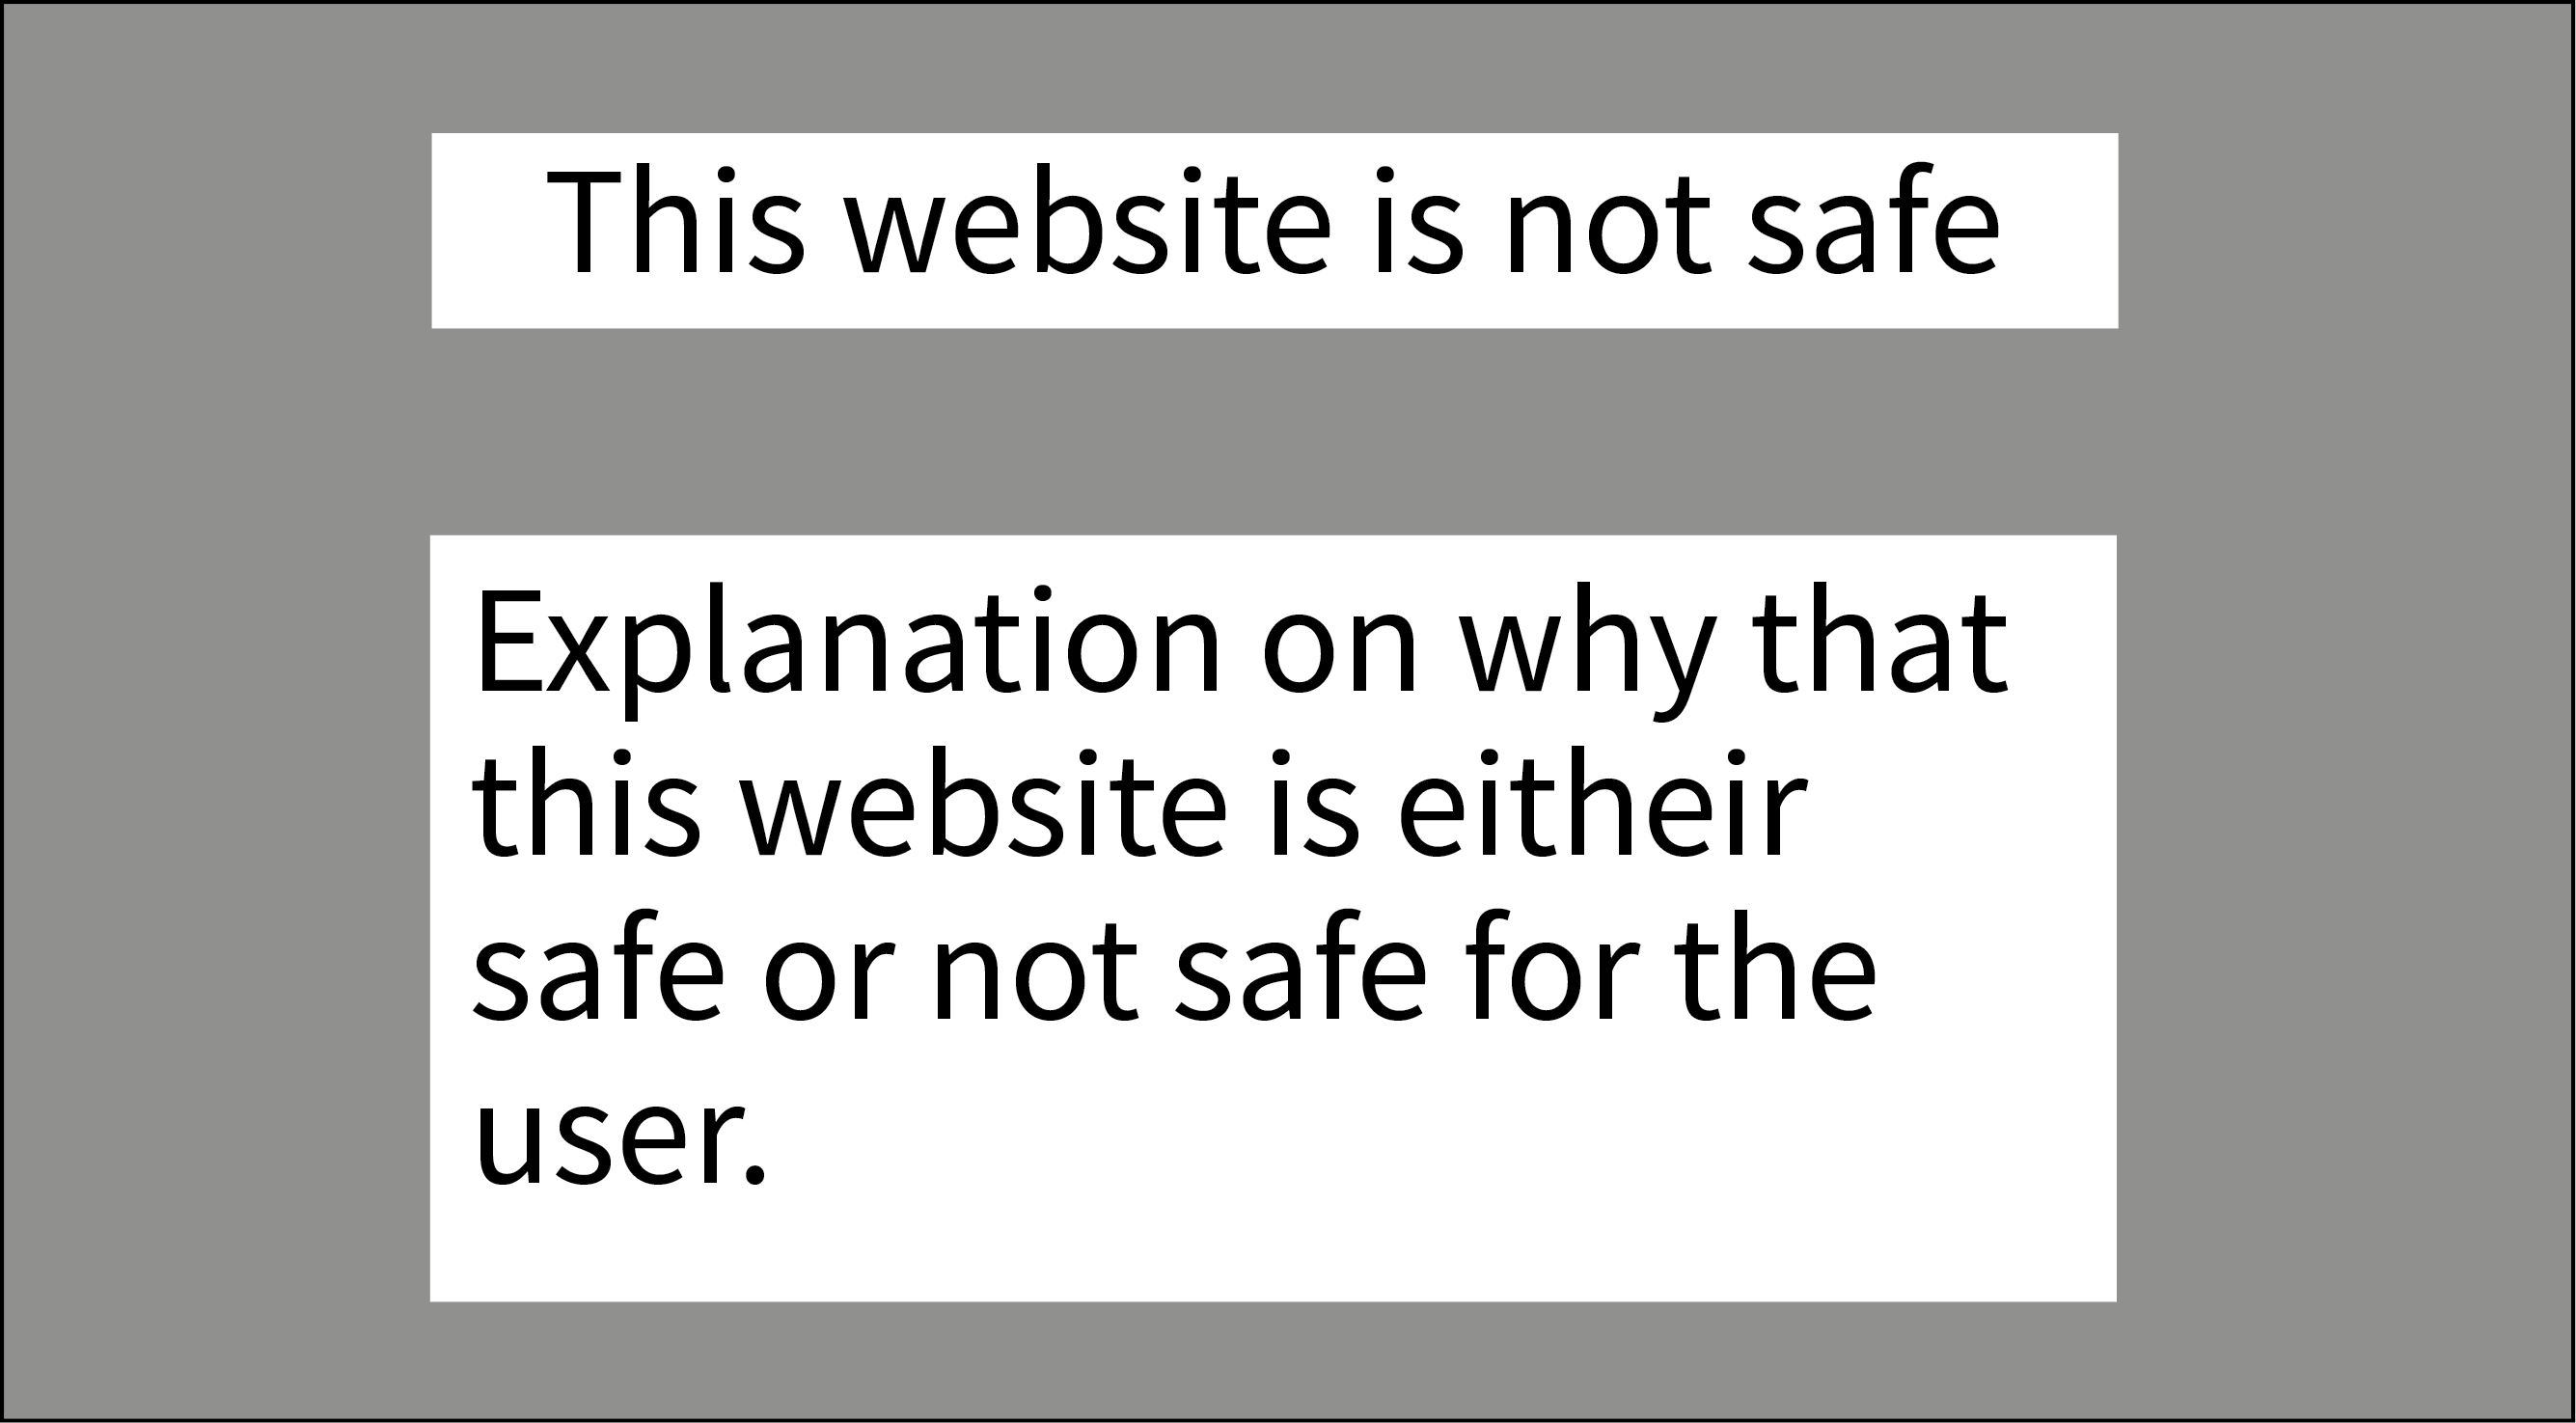 This website is not safe
Explanation on why that
this website is eitheir
safe or not safe for the
user.